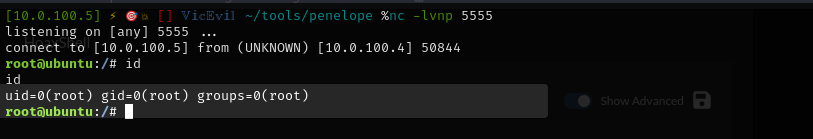 [10.0.100.5] ⚡ 🎯💥 [] 𝕍𝕚𝕔𝔼𝕧𝕚𝕝 ~/tools/penelope %nc -lvnp 5555
listening on [any] 5555 ...
connect to [10.0.100.5] from (UNKNOWN) [10.0.100.4] 50844
root@ubuntu:/# id
id
uid=0(root) gid=0(root) groups=0(root)
Show Advanced
root@ubuntu:/#